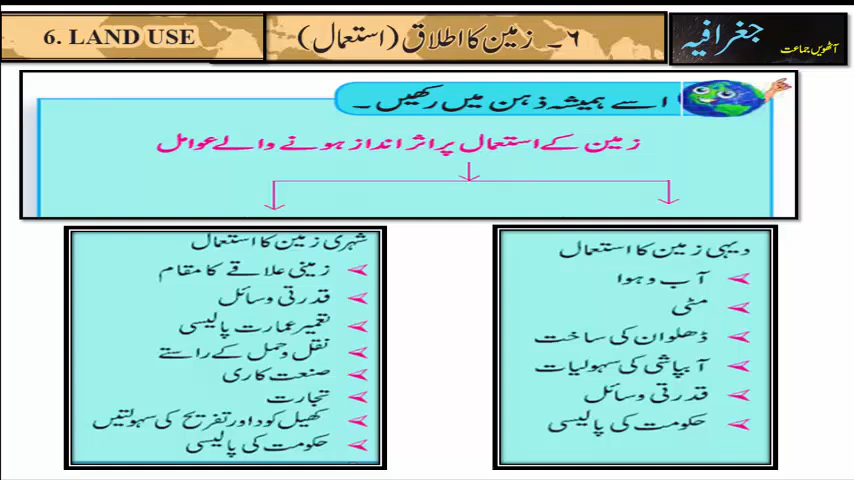 جغرافیہ
آٹھویں جماعت
۶۔ زمین کا اطلاق (استعمال)
6. LAND USE
اسے ہمیشہ ذہن میں رکھیں۔
زمین کے استعمال پر اثر انداز ہونے والے عوامل
دیہی زمین کا استعمال
آب و ہوا
مٹی
ڈھلوان کی ساخت
آبپاشی کی سہولیات
قدرتی وسائل
حکومت کی پالیسی
شہری زمین کا استعمال
زمینی علاقے کا مقام
قدرتی وسائل
تعمیر عمارت پالیسی
نقل و حمل کے راستے
صنعت کاری
تجارت
کھیل کود اور تفریح کی سہولتیں
حکومت کی پالیسی